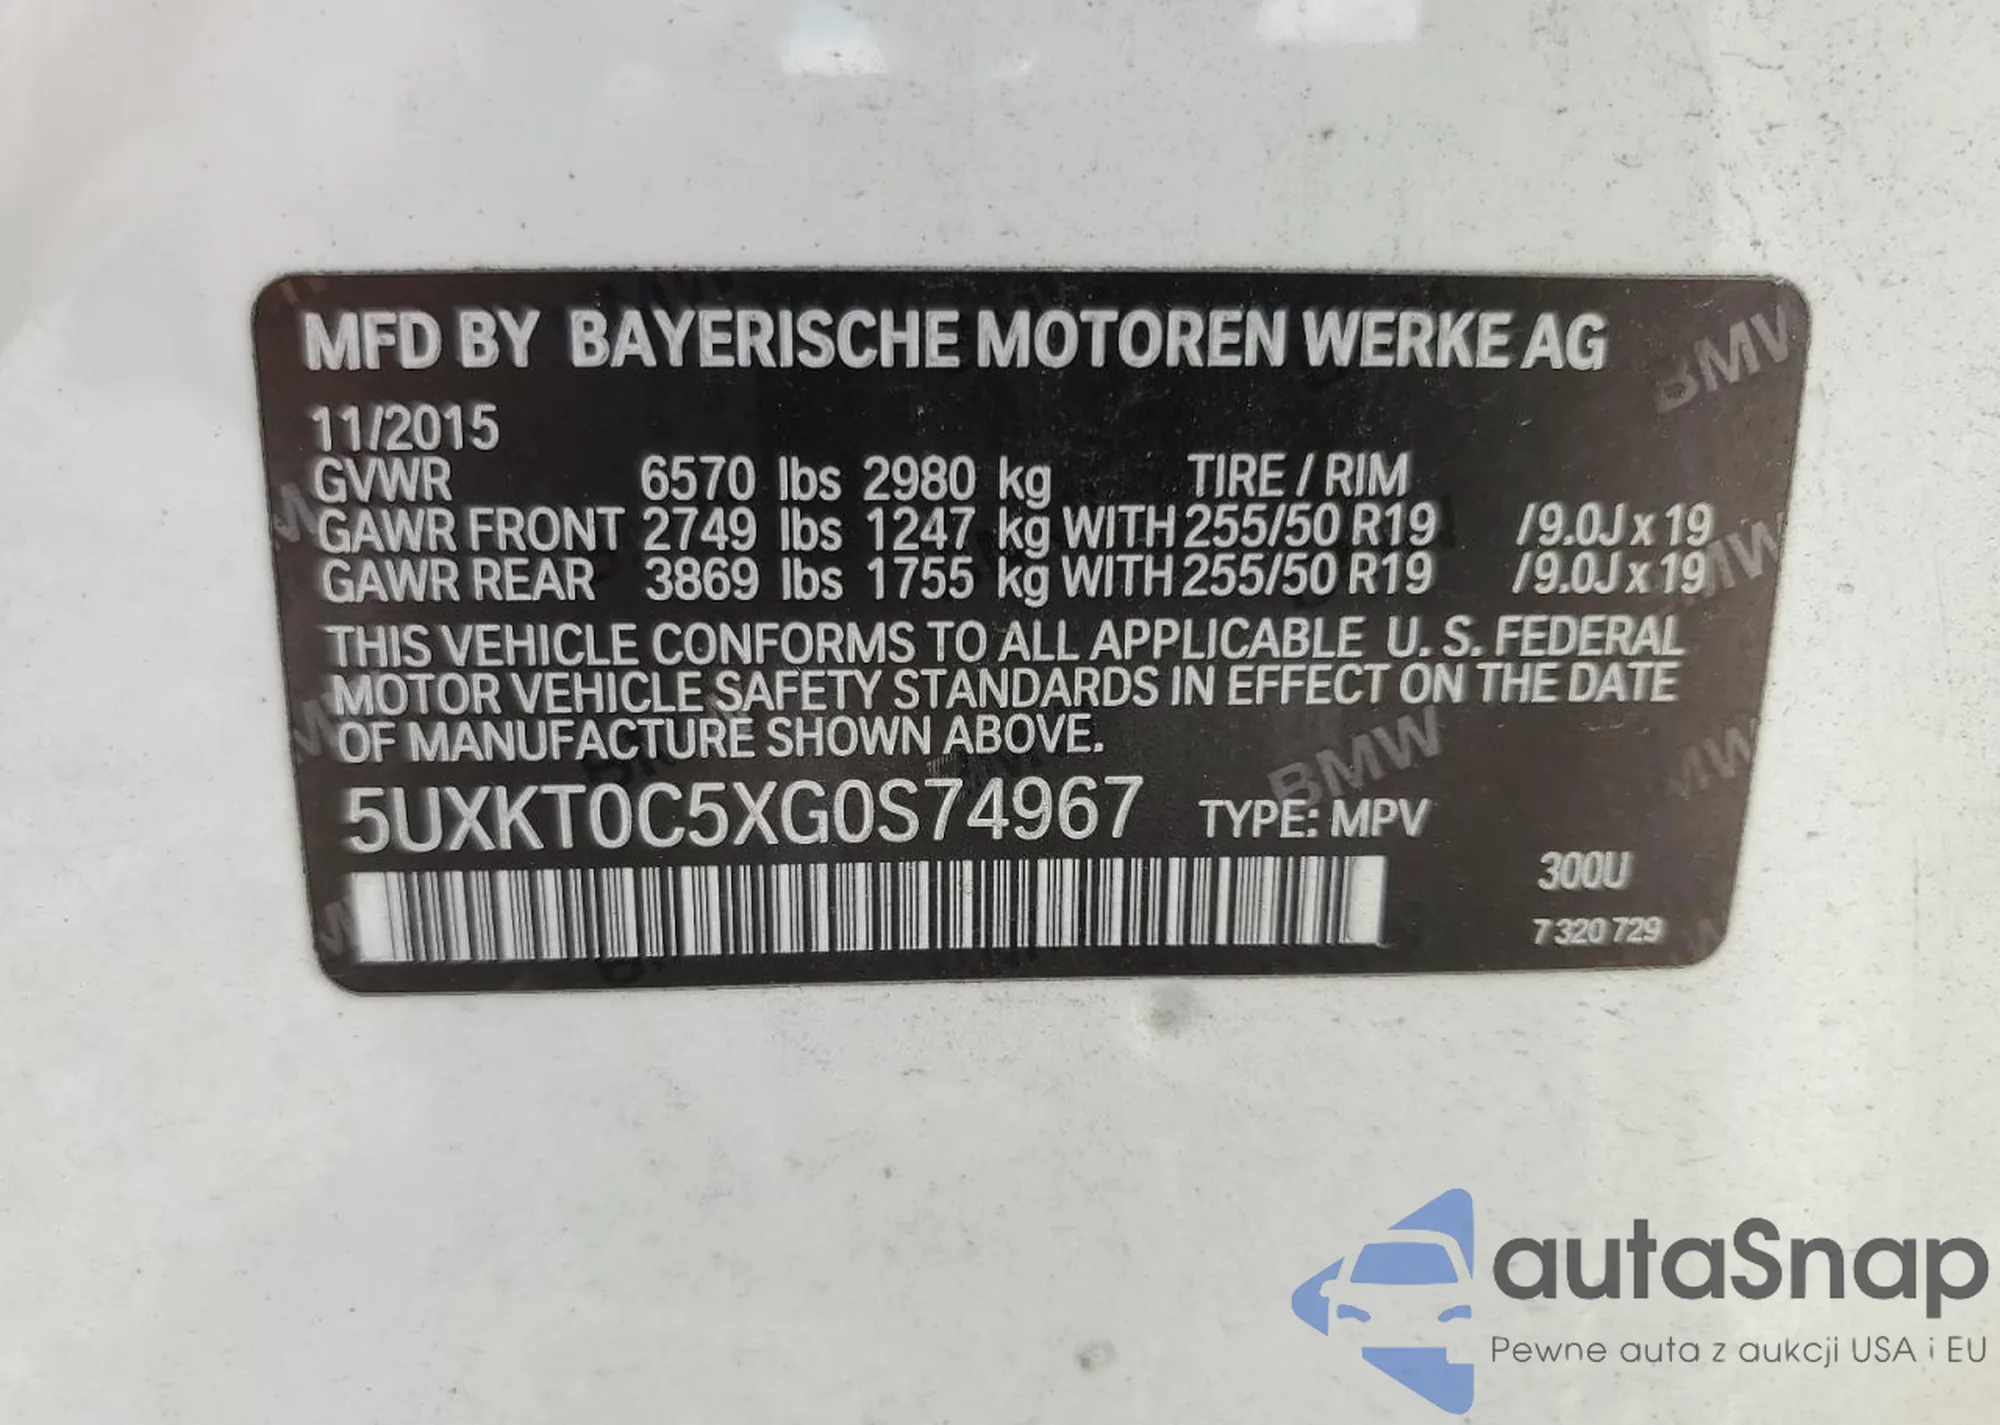 MFD BY BAYERISCHE MOTOREN WERKE AG
11/2015
GVWR 6570 lbs 2980 kg TIRE / RIM
GAWR FRONT 2749 lbs 1247 kg WITH 255/50 R19 /9.0J x 19
GAWR REAR 3869 lbs 1755 kg WITH 255/50 R19 /9.0J x 19
THIS VEHICLE CONFORMS TO ALL APPLICABLE U. S. FEDERAL
MOTOR VEHICLE SAFETY STANDARDS IN EFFECT ON THE DATE
OF MANUFACTURE SHOWN ABOVE.
5UXKT0C5XG0S74967 TYPE: MPV
300U
7 320 729
autaSnap
Pewne auta z aukcji USA i EU